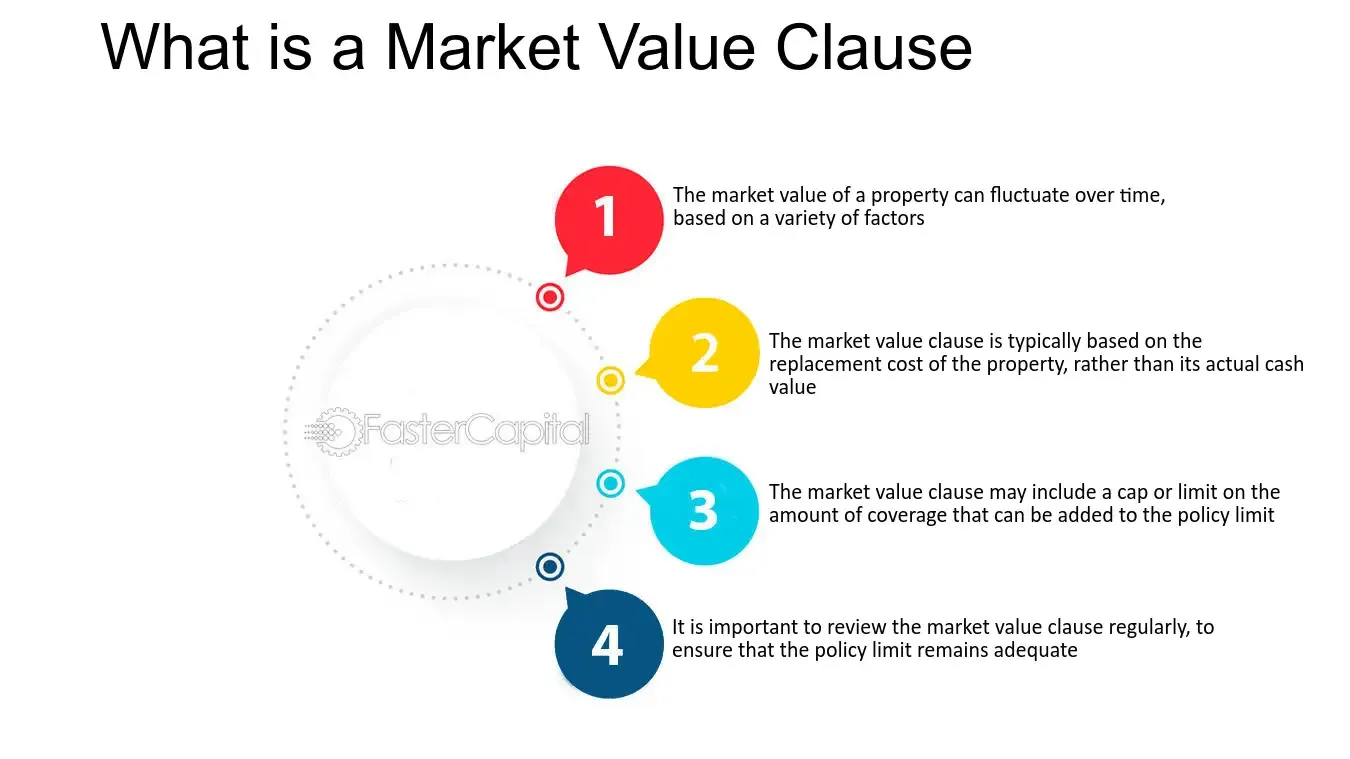 What is a Market Value Clause
1
The market value of a property can fluctuate over time,
based on a variety of factors
2
The market value clause is typically based on the
replacement cost of the property, rather than its actual cash
value
FasterCapital
3
The market value clause may include a cap or limit on the
amount of coverage that can be added to the policy limit
4
It is important to review the market value clause regularly, to
ensure that the policy limit remains adequate